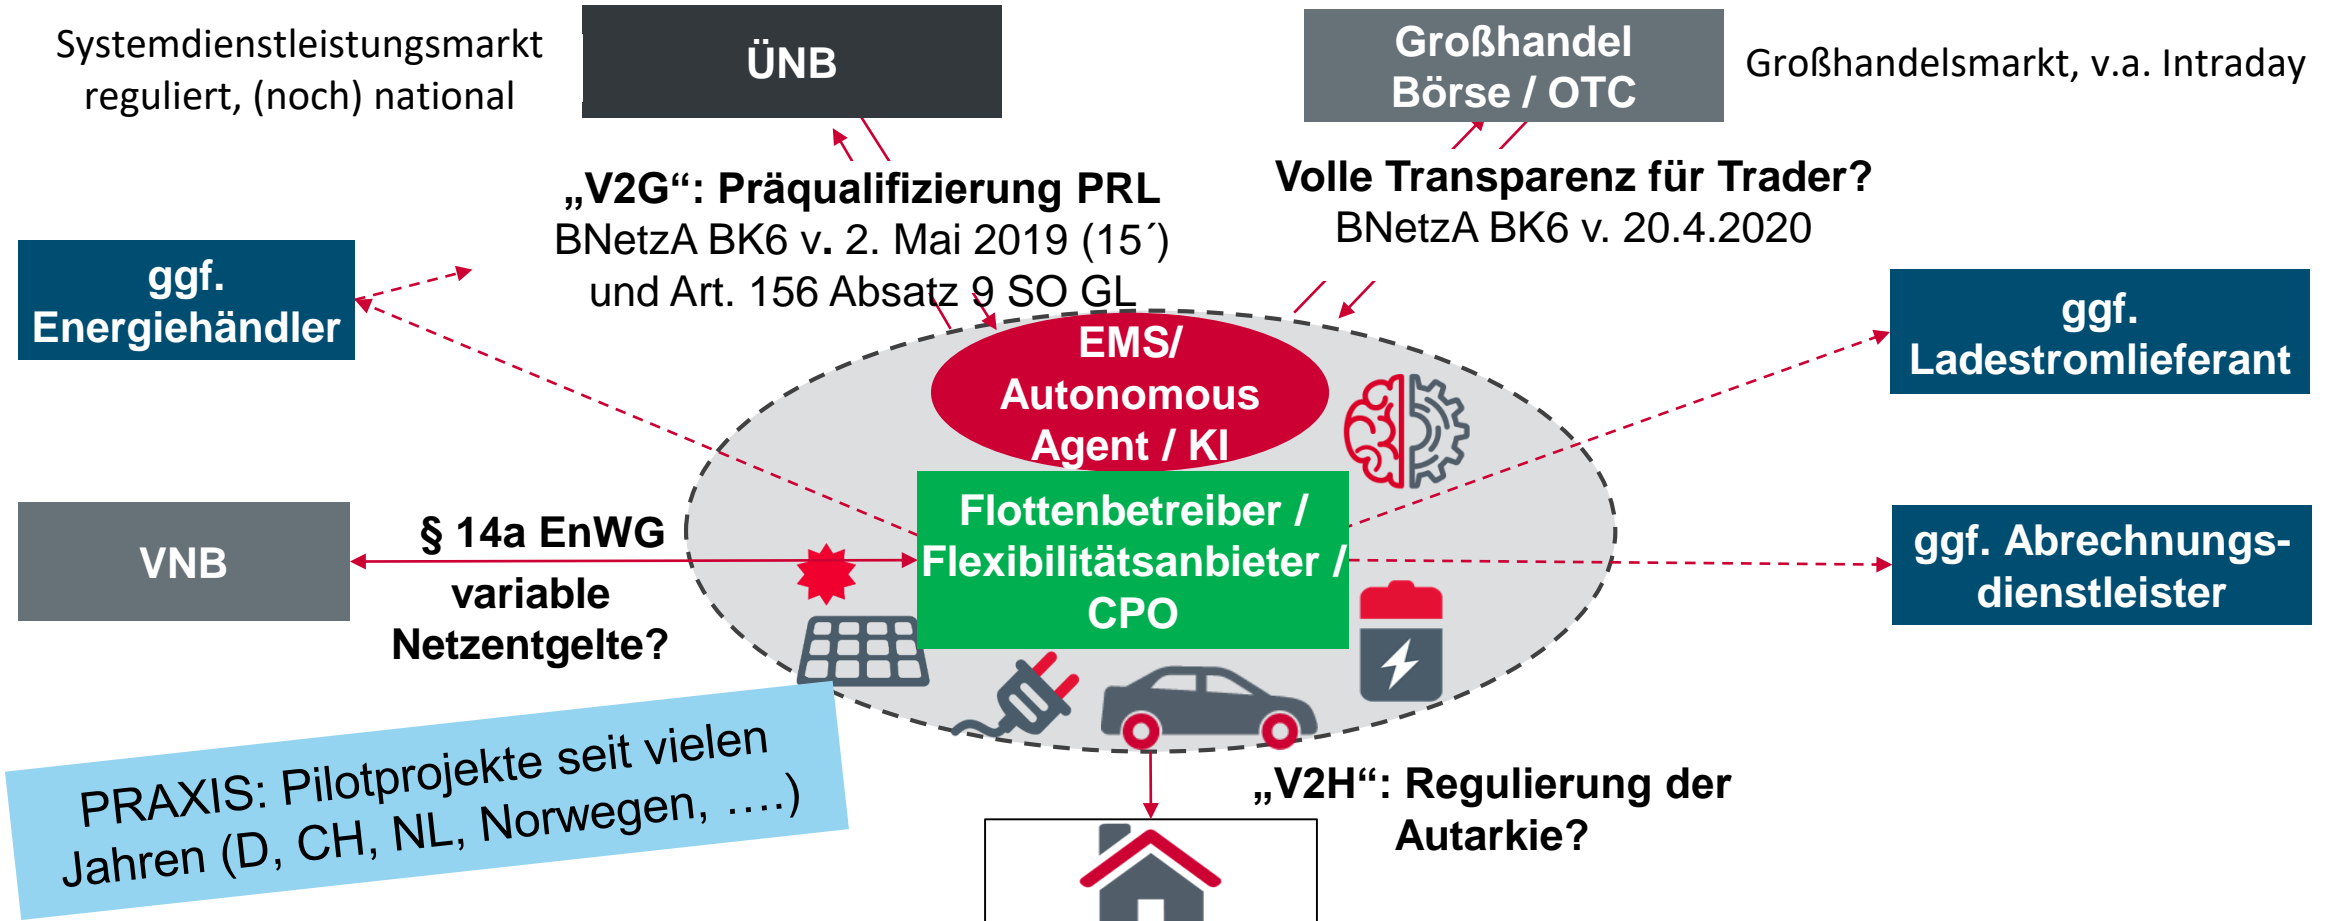 Systemdienstleistungsmarkt
reguliert, (noch) national
ÜNB
Großhandel
Börse / OTC
Großhandelsmarkt, v.a. Intraday
„V2G“: Präqualifizierung PRL
BNetzA BK6 v. 2. Mai 2019 (15´)
und Art. 156 Absatz 9 SO GL
Volle Transparenz für Trader?
BNetzA BK6 v. 20.4.2020
ggf.
Energiehändler
EMS/
Autonomous
Agent / KI
ggf.
Ladestromlieferant
VNB
§ 14a EnWG
variable
Netzentgelte?
Flottenbetreiber /
Flexibilitätsanbieter /
CPO
ggf. Abrechnungs-
dienstleister
PRAXIS: Pilotprojekte seit vielen
Jahren (D, CH, NL, Norwegen, ….)
„V2H“: Regulierung der
Autarkie?